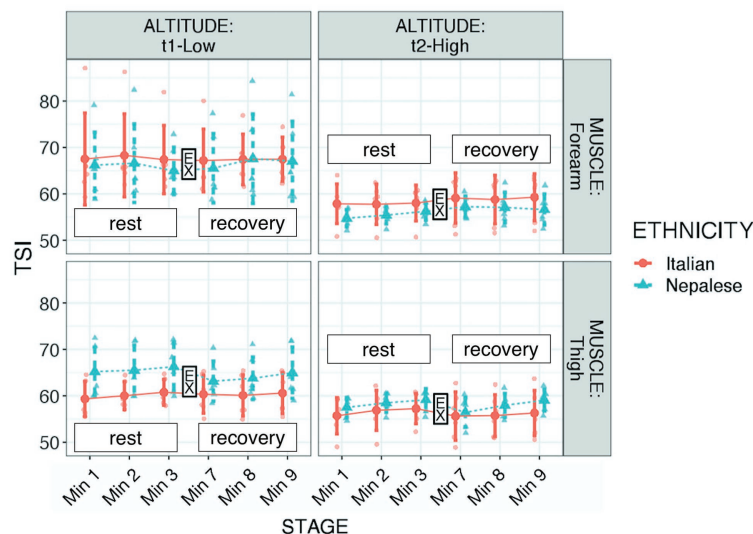 ALTITUDE:
t1-Low
ALTITUDE:
t2-High
80
70
60
50
rest
recovery
EX
rest
recovery
EX
MUSCLE:
Forearm
TSI
80
70
60
50
rest
recovery
EX
rest
recovery
EX
MUSCLE:
Thigh
Min 1
Min 2
Min 3
Min 7
Min 8
Min 9
Min 1
Min 2
Min 3
Min 7
Min 8
Min 9
STAGE
ETHNICITY
Italian
Nepalese